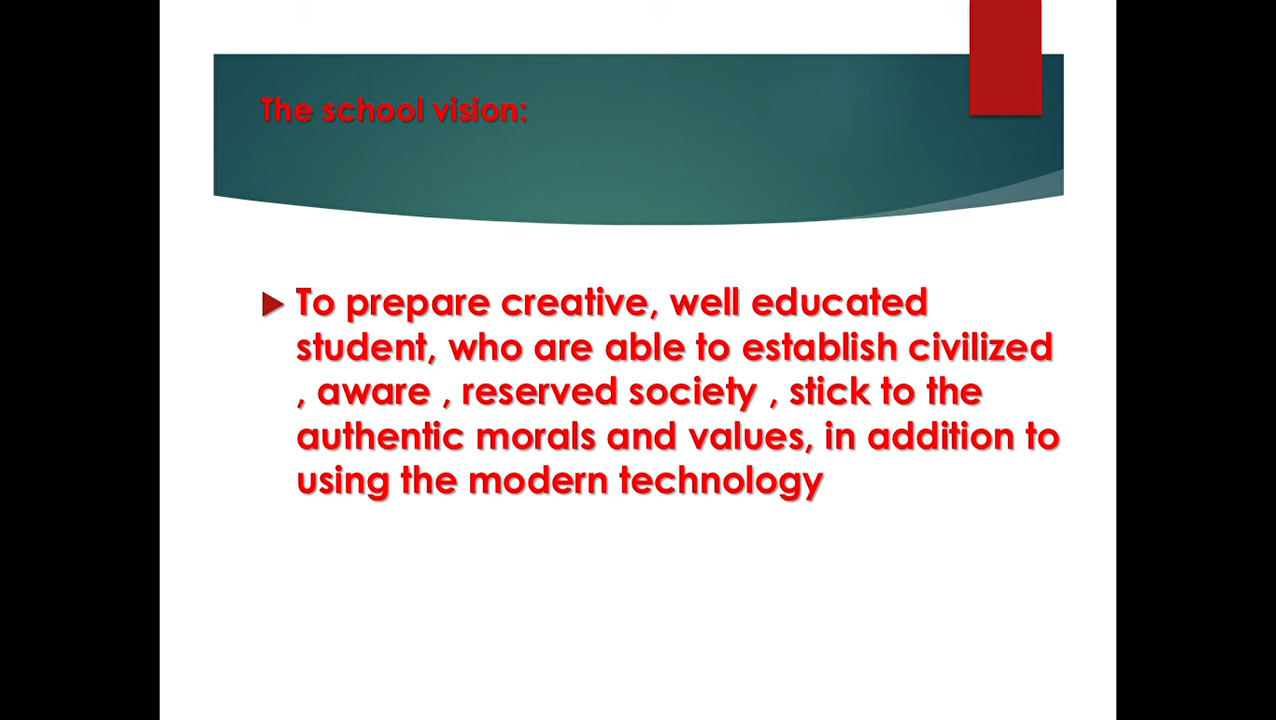 The school vision:
To prepare creative, well educated
student, who are able to establish civilized
, aware , reserved society , stick to the
authentic morals and values, in addition to
using the modern technology